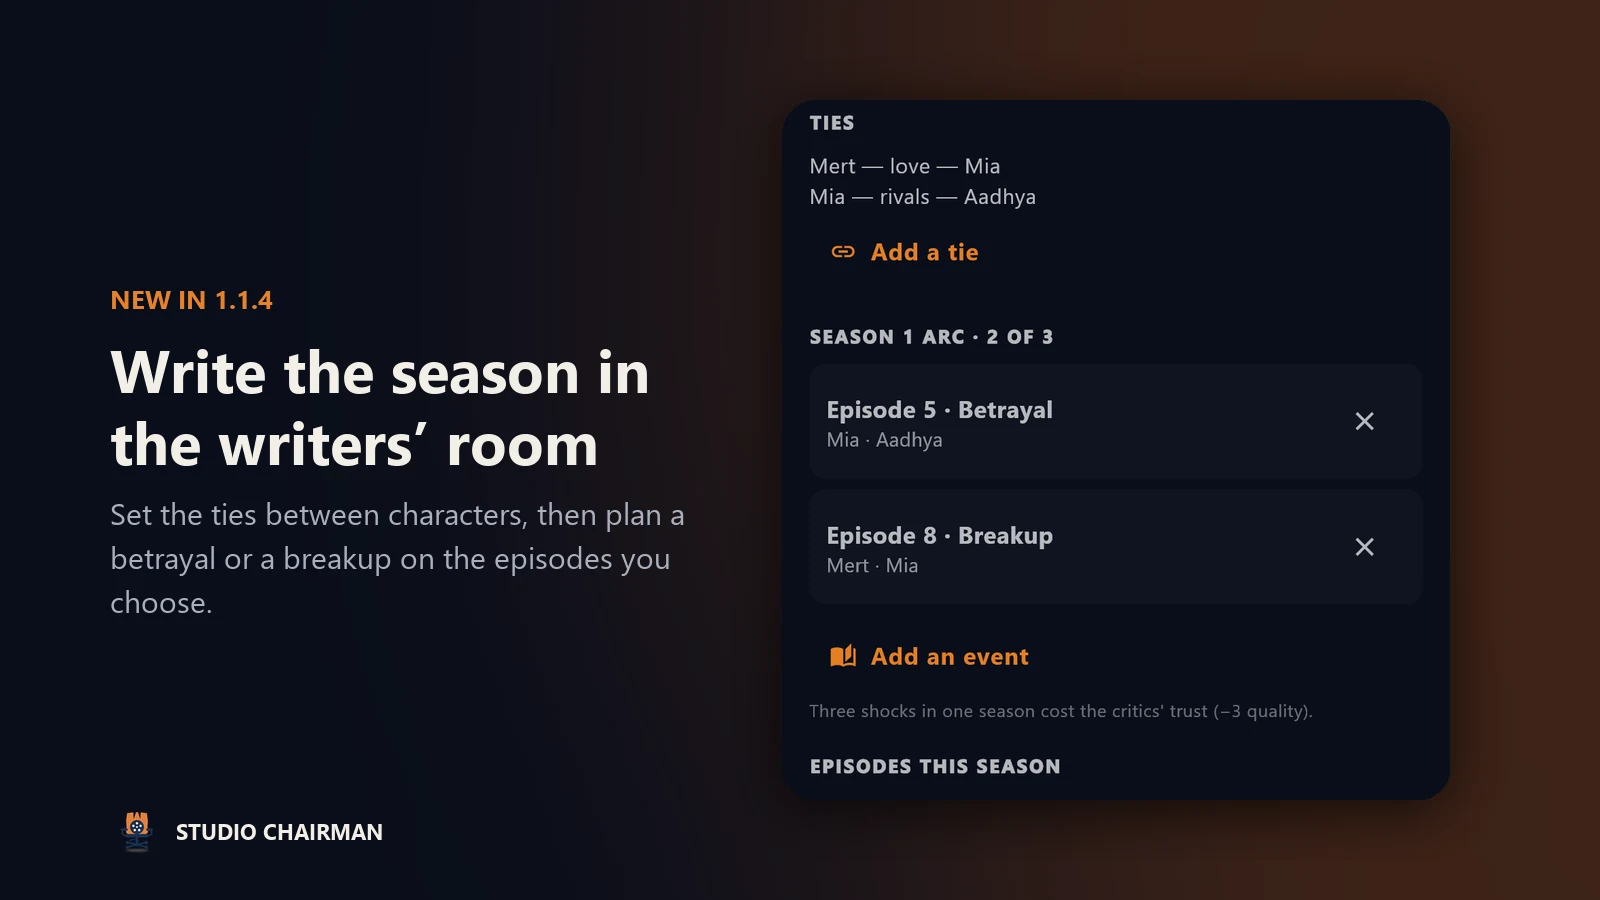 NEW IN 1.1.4
Write the season in
the writers’ room
Set the ties between characters, then plan a
betrayal or a breakup on the episodes you
choose.
STUDIO CHAIRMAN
TIES
Mert — love — Mia
Mia — rivals — Aadhya
Add a tie
SEASON 1 ARC · 2 OF 3
Episode 5 · Betrayal
Mia · Aadhya
Episode 8 · Breakup
Mert · Mia
Add an event
Three shocks in one season cost the critics' trust (−3 quality).
EPISODES THIS SEASON